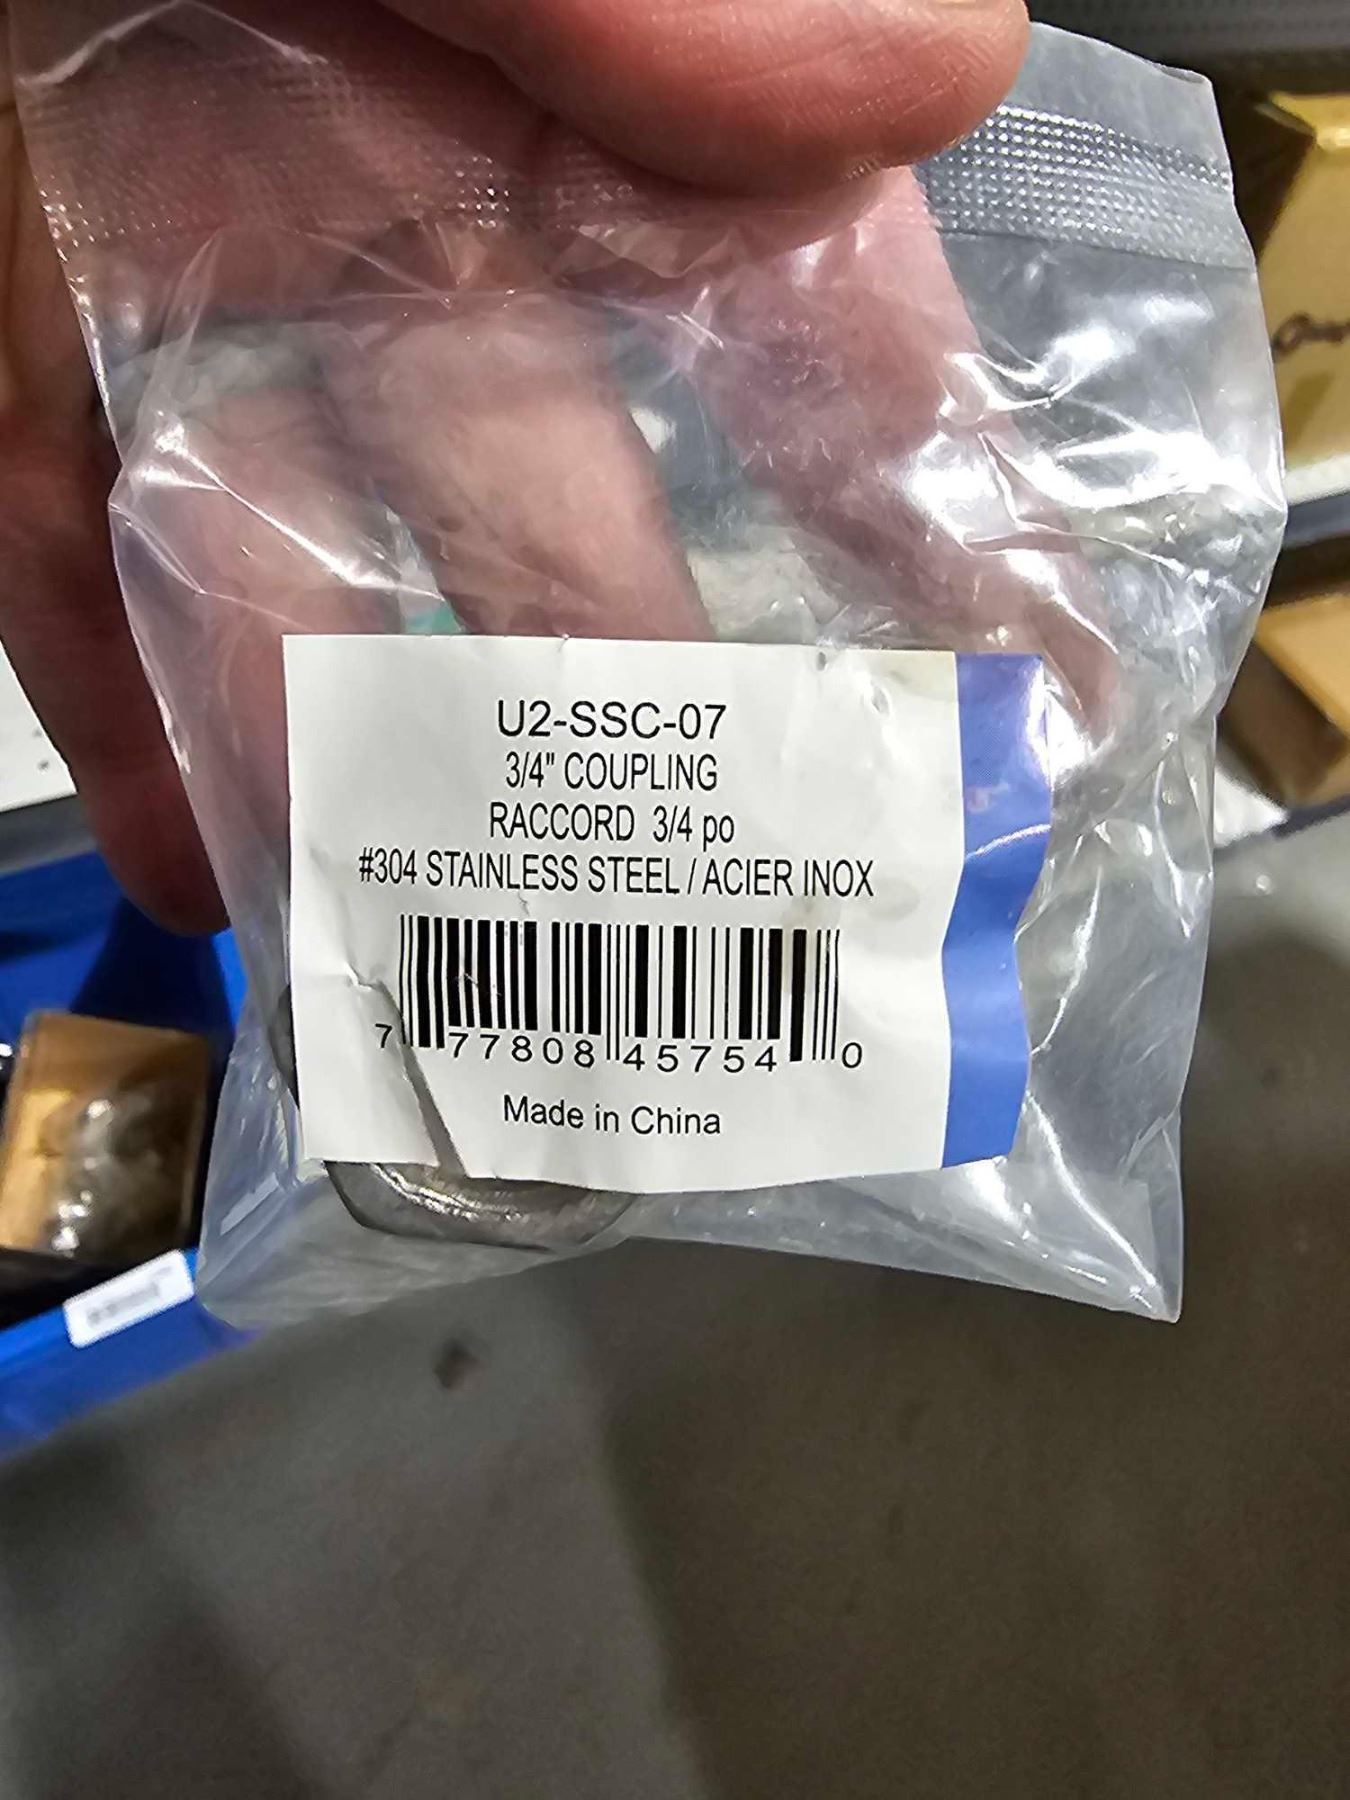 U2-SSC-07
3/4" COUPLING
RACCORD 3/4 po
#304 STAINLESS STEEL / ACIER INOX
7 77808 45754 0
Made in China